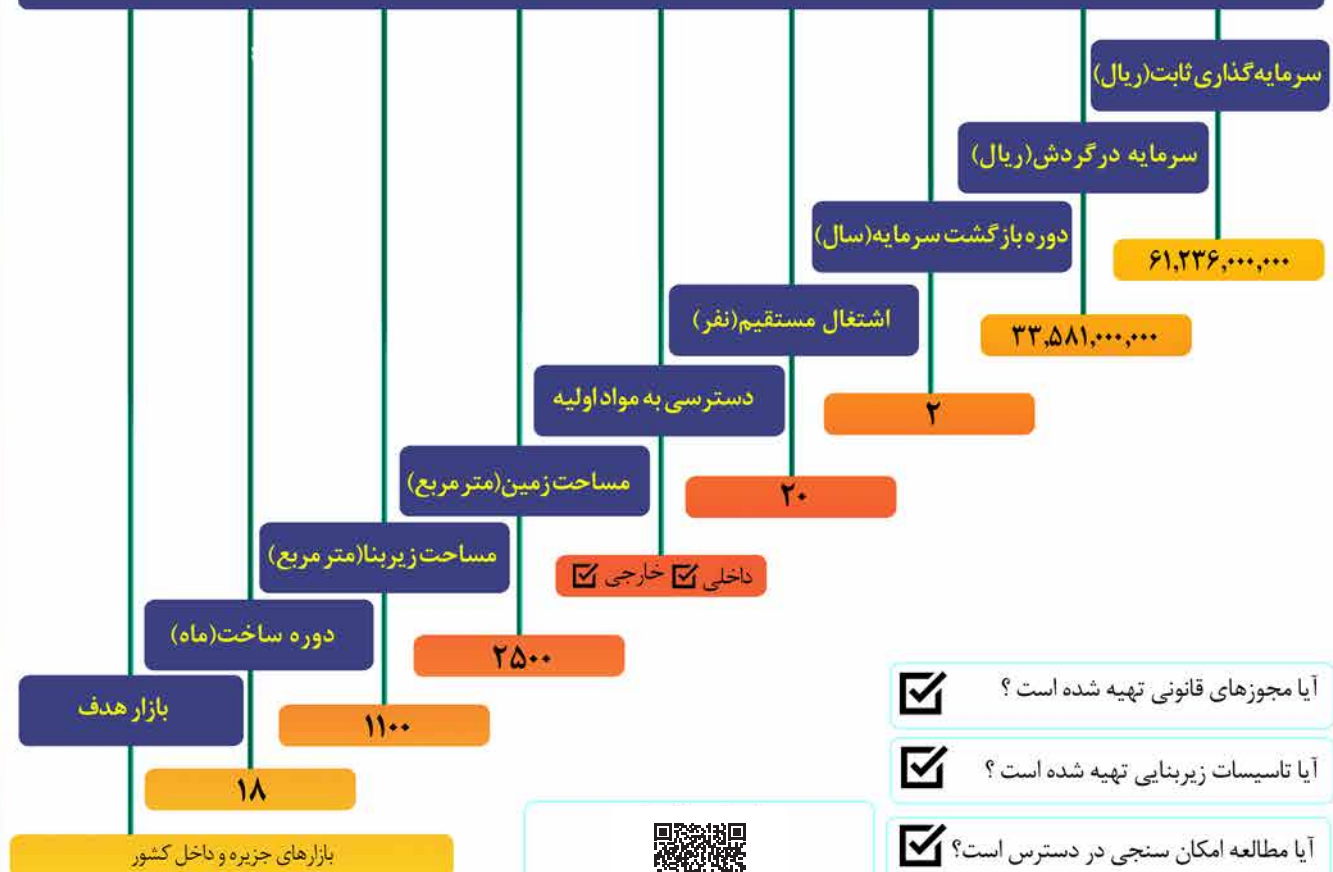 سرمایه‌گذاری ثابت(ریال)
۶۱,۲۳۶,۰۰۰,۰۰۰
سرمایه در گردش(ریال)
۳۳,۵۸۱,۰۰۰,۰۰۰
دوره بازگشت سرمایه(سال)
۲
اشتغال مستقیم(نفر)
۲۰
دسترسی به مواد اولیه
داخلی ☑ خارجی ☑
مساحت زمین(متر مربع)
۲۵۰۰
مساحت زیربنا(متر مربع)
۱۱۰۰
دوره ساخت(ماه)
۱۸
بازار هدف
بازارهای جزیره و داخل کشور
آیا مجوزهای قانونی تهیه شده است ؟ ☑
آیا تاسیسات زیربنایی تهیه شده است ؟ ☑
آیا مطالعه امکان سنجی در دسترس است؟ ☑